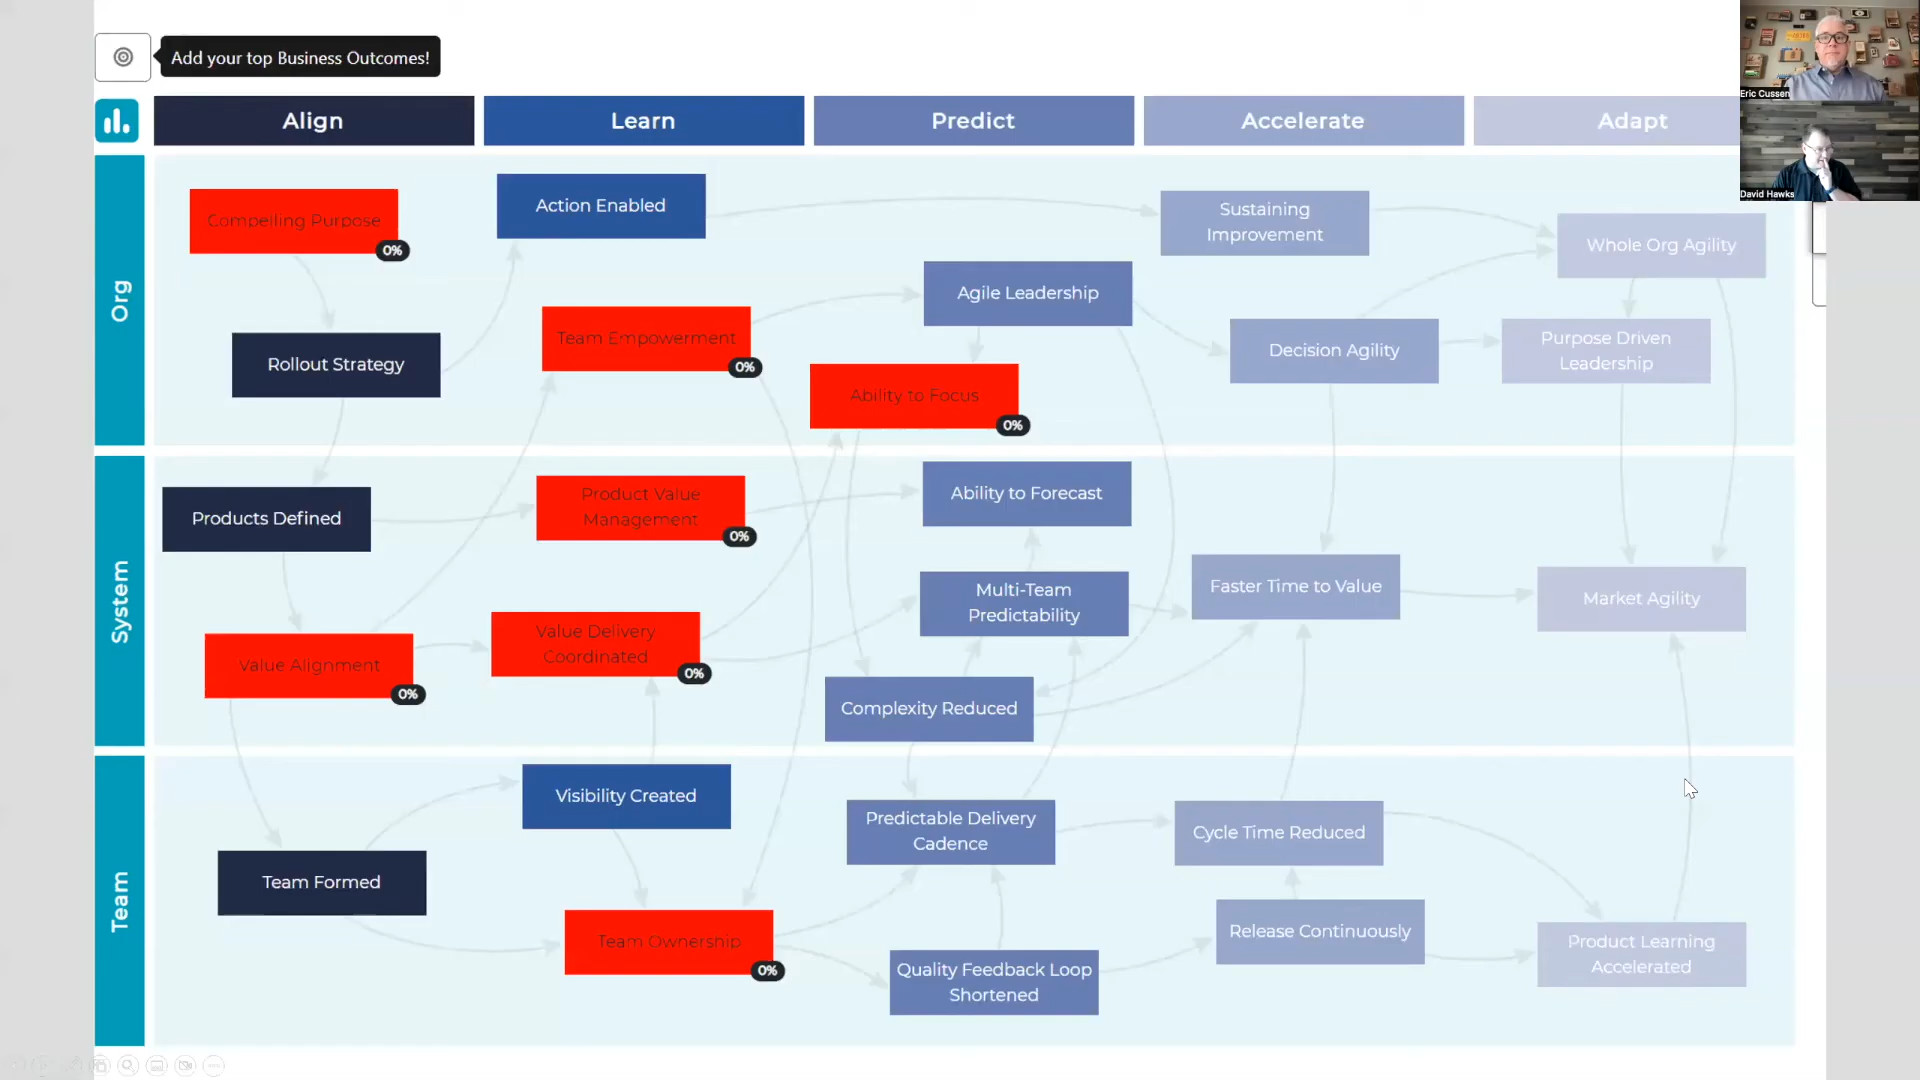 Add your top Business Outcomes!
Eric Cussen
David Hawks
Align
Learn
Predict
Accelerate
Adapt
Org
Compelling Purpose
0%
Action Enabled
Sustaining
Improvement
Whole Org Agility
Agile Leadership
Team Empowerment
0%
Rollout Strategy
Ability to Focus
0%
Decision Agility
Purpose Driven
Leadership
System
Products Defined
Product Value
Management
0%
Ability to Forecast
Multi-Team
Predictability
Faster Time to Value
Market Agility
Value Alignment
0%
Value Delivery
Coordinated
0%
Complexity Reduced
Team
Visibility Created
Predictable Delivery
Cadence
Cycle Time Reduced
Team Formed
Team Ownership
0%
Quality Feedback Loop
Shortened
Release Continuously
Product Learning
Accelerated